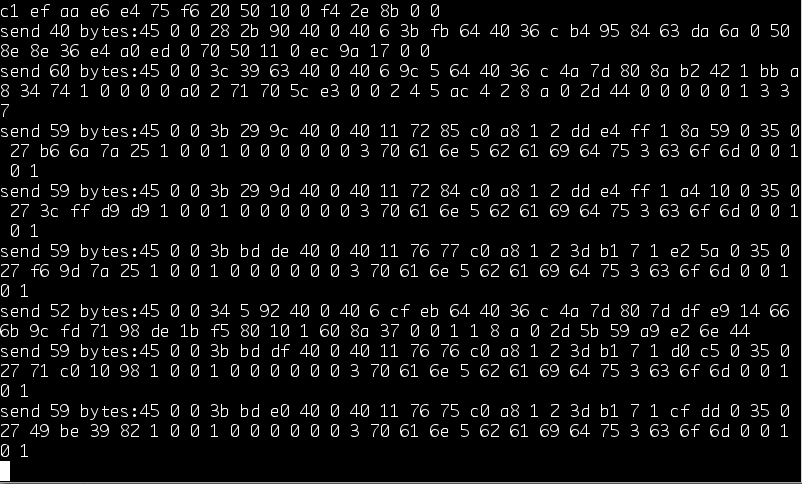 c1 ef aa e6 e4 75 f6 20 50 10 0 f4 2e 8b 0 0
send 40 bytes:45 0 0 28 2b 90 40 0 40 6 3b fb 64 40 36 c b4 95 84 63 da 6a 0 50
8e 8e 36 e4 a0 ed 0 70 50 11 0 ec 9a 17 0 0
send 60 bytes:45 0 0 3c 39 63 40 0 40 6 9c 5 64 40 36 c 4a 7d 80 8a b2 42 1 bb a
8 34 74 1 0 0 0 0 a0 2 71 70 5c e3 0 0 2 4 5 ac 4 2 8 a 0 2d 44 0 0 0 0 0 1 3 3
7
send 59 bytes:45 0 0 3b 29 9c 40 0 40 11 72 85 c0 a8 1 2 dd e4 ff 1 8a 59 0 35 0
27 b6 6a 7a 25 1 0 0 1 0 0 0 0 0 0 3 70 61 6e 5 62 61 69 64 75 3 63 6f 6d 0 0 1
0 1
send 59 bytes:45 0 0 3b 29 9d 40 0 40 11 72 84 c0 a8 1 2 dd e4 ff 1 a4 10 0 35 0
27 3c ff d9 d9 1 0 0 1 0 0 0 0 0 0 3 70 61 6e 5 62 61 69 64 75 3 63 6f 6d 0 0 1
0 1
send 59 bytes:45 0 0 3b bd de 40 0 40 11 76 77 c0 a8 1 2 3d b1 7 1 e2 5a 0 35 0
27 f6 9d 7a 25 1 0 0 1 0 0 0 0 0 0 3 70 61 6e 5 62 61 69 64 75 3 63 6f 6d 0 0 1
0 1
send 52 bytes:45 0 0 34 5 92 40 0 40 6 cf eb 64 40 36 c 4a 7d 80 7d df e9 14 66
6b 9c fd 71 98 de 1b f5 80 10 1 60 8a 37 0 0 1 1 8 a 0 2d 5b 59 a9 e2 6e 44
send 59 bytes:45 0 0 3b bd df 40 0 40 11 76 76 c0 a8 1 2 3d b1 7 1 d0 c5 0 35 0
27 71 c0 10 98 1 0 0 1 0 0 0 0 0 0 3 70 61 6e 5 62 61 69 64 75 3 63 6f 6d 0 0 1
0 1
send 59 bytes:45 0 0 3b bd e0 40 0 40 11 76 75 c0 a8 1 2 3d b1 7 1 cf dd 0 35 0
27 49 be 39 82 1 0 0 1 0 0 0 0 0 0 3 70 61 6e 5 62 61 69 64 75 3 63 6f 6d 0 0 1
0 1